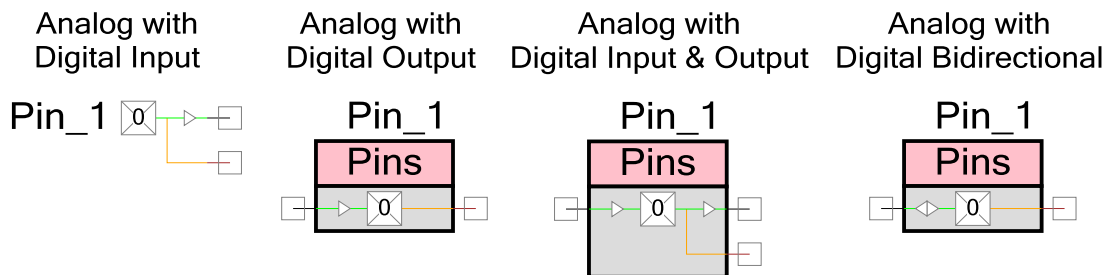 Analog with
Digital Input
Analog with
Digital Output
Analog with
Digital Input & Output
Analog with
Digital Bidirectional
Pin_1
0
Pin_1
Pins
0
Pin_1
Pins
0
Pin_1
Pins
0